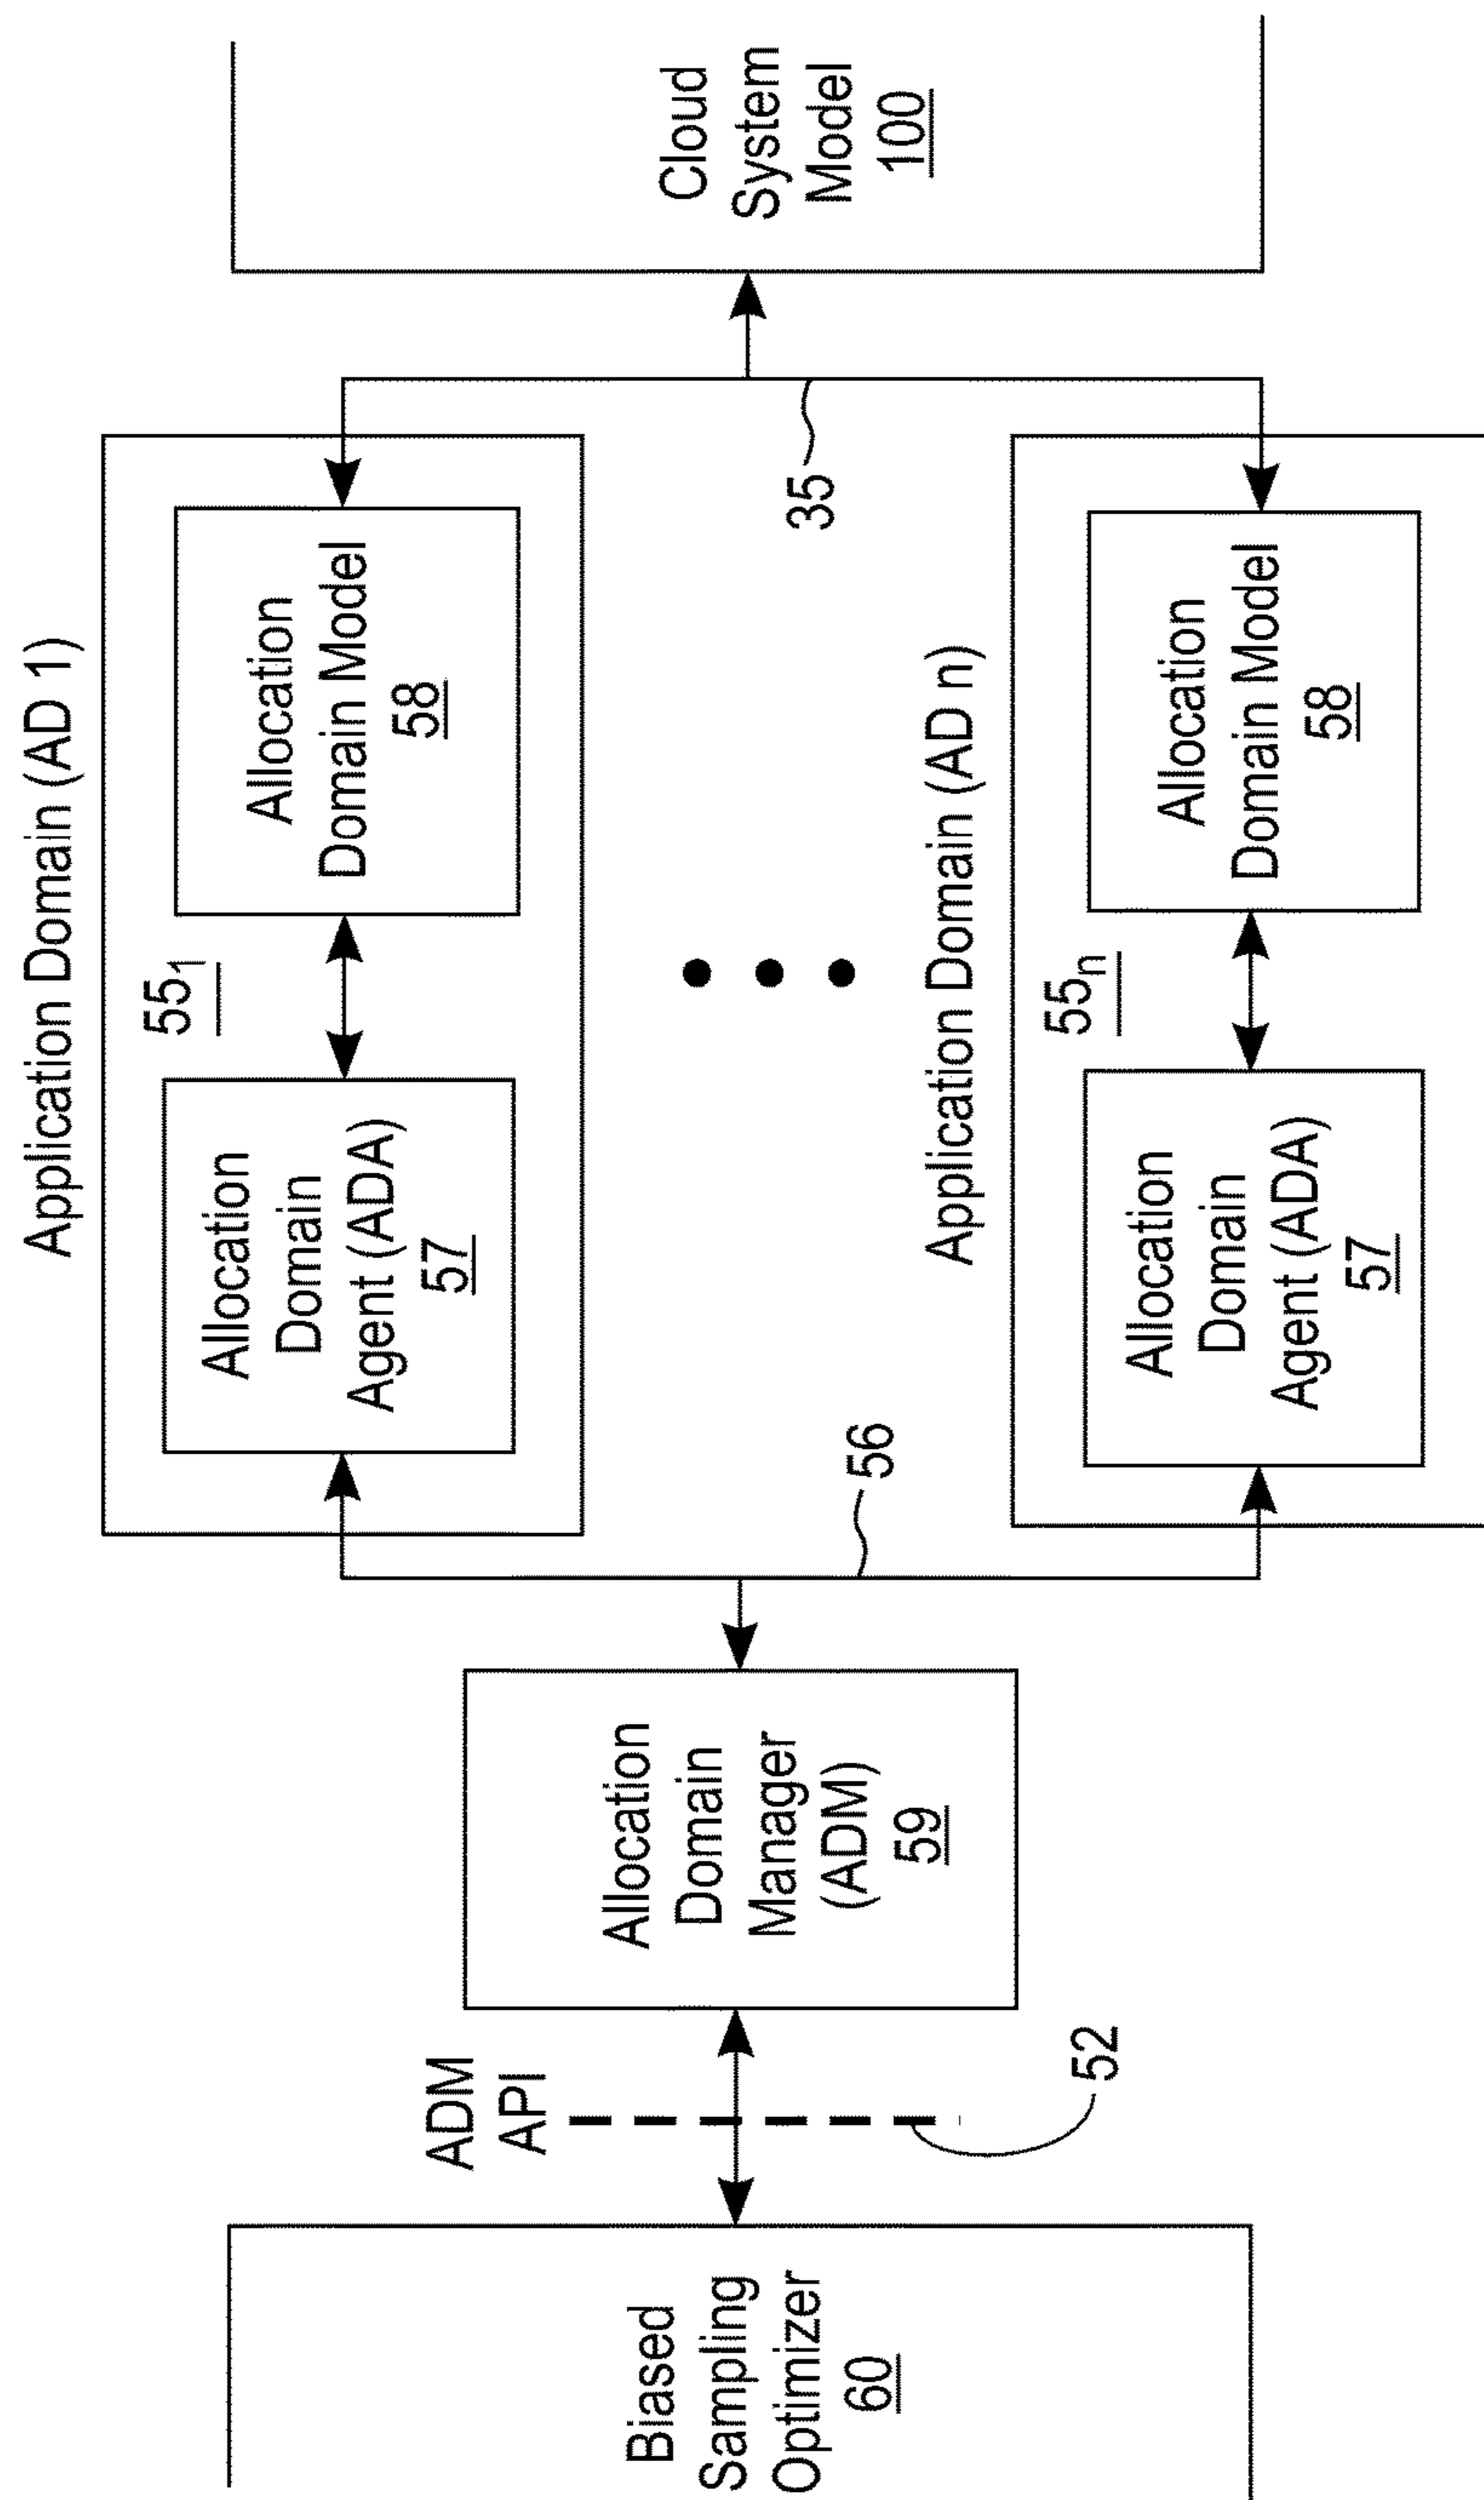 Application Domain (AD 1)
55₁
Allocation
Domain
Agent (ADA)
57
Allocation
Domain Model
58
Biased
Sampling
Optimizer
60
ADM
API
52
Allocation
Domain
Manager
(ADM)
59
56
35
Cloud
System
Model
100
Application Domain (AD n)
55ₙ
Allocation
Domain
Agent (ADA)
57
Allocation
Domain Model
58